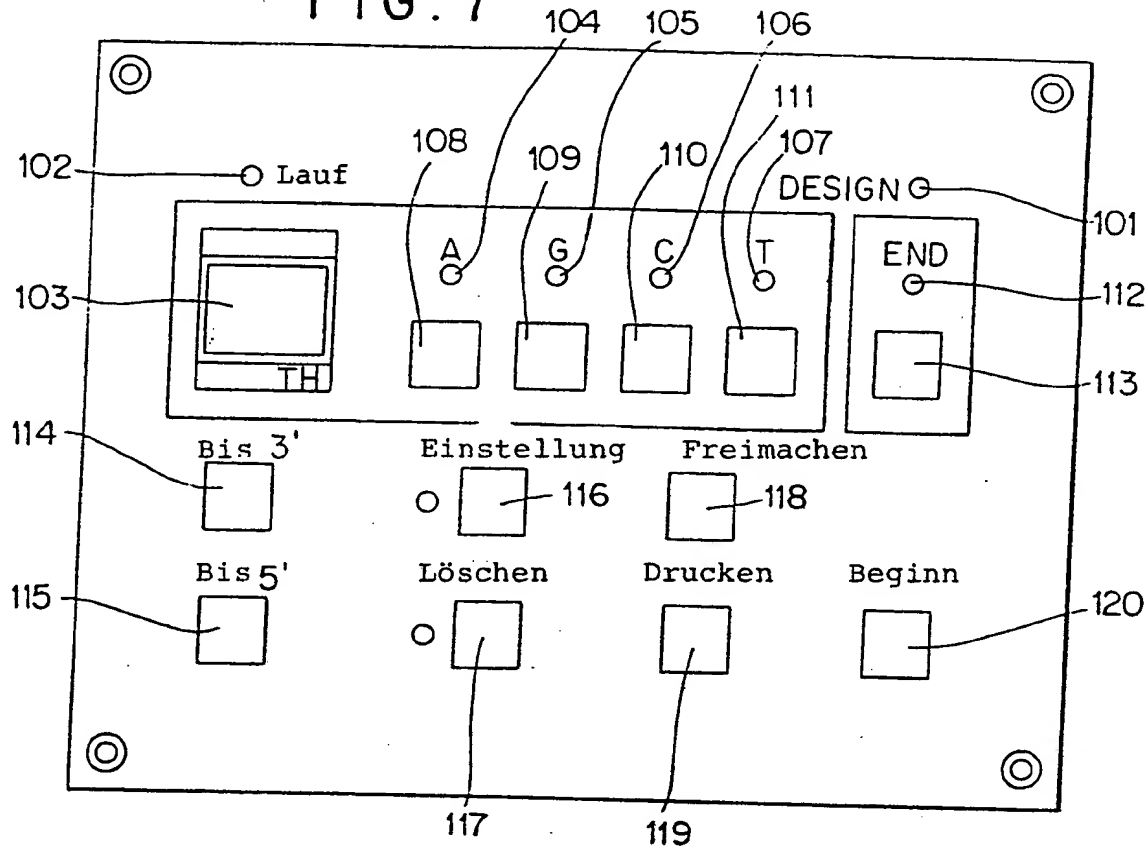 FIG. 7
104 105 106
111
102 Lauf 108 109 110 107
DESIGN 101
A G C T END
103 112
TH 113
114 Bis 3' Einstellung Freimachen
116 118
Bis 5' Löschen Drucken Beginn
115 120
117 119